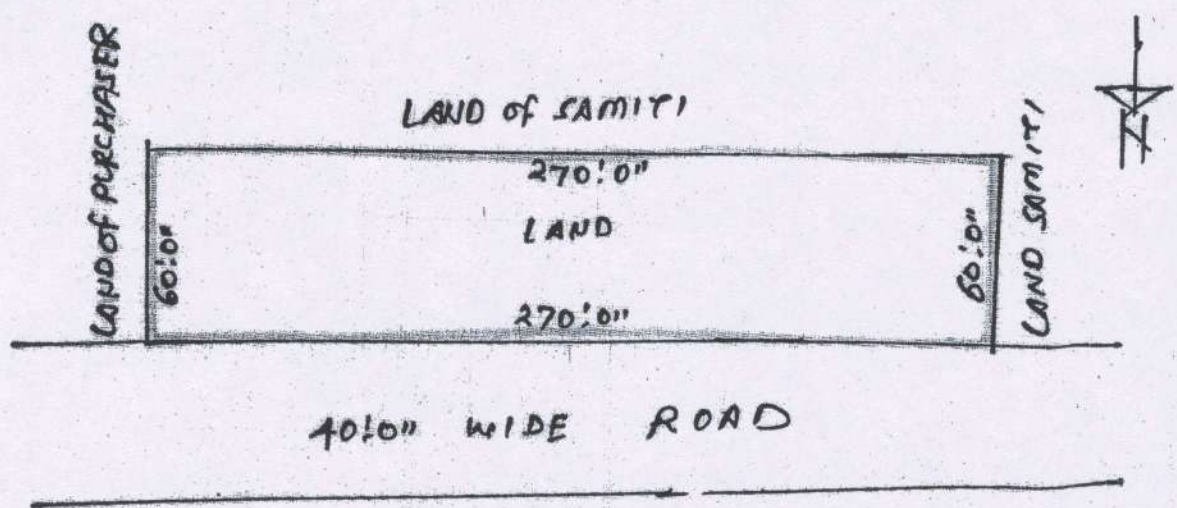 LAND OF PURCHASER
LAND of SAMITI
N
270'.0"
LAND
60'.0"
60'.0"
LAND SAMITI
270'.0"
40'.0" WIDE ROAD